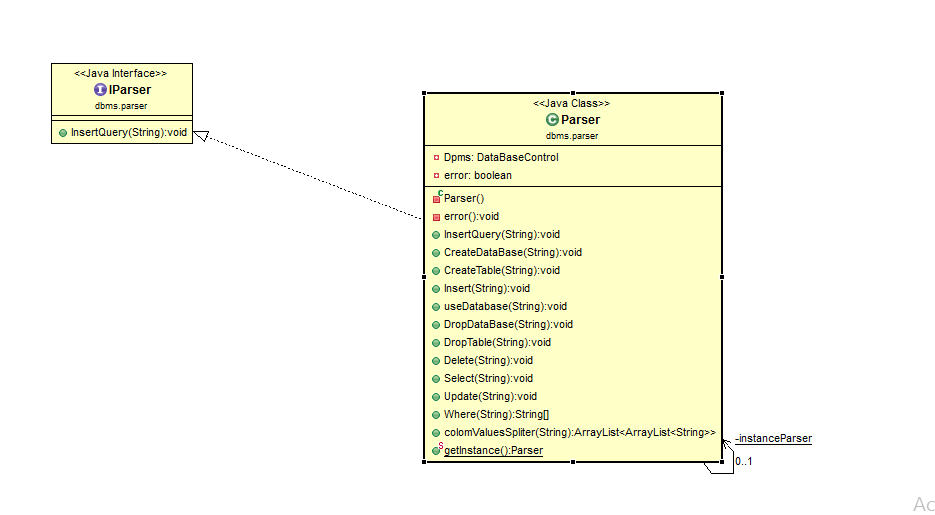 <<Java Interface>>
IParser
dbms.parser
InsertQuery(String):void
<<Java Class>>
Parser
dbms.parser
Dpms: DataBaseControl
error: boolean
Parser()
error():void
InsertQuery(String):void
CreateDataBase(String):void
CreateTable(String):void
Insert(String):void
useDatabase(String):void
DropDataBase(String):void
DropTable(String):void
Delete(String):void
Select(String):void
Update(String):void
Where(String):String[]
colomValuesSpliter(String):ArrayList<ArrayList<String>>
getInstance():Parser
-instanceParser
0..1
Ac